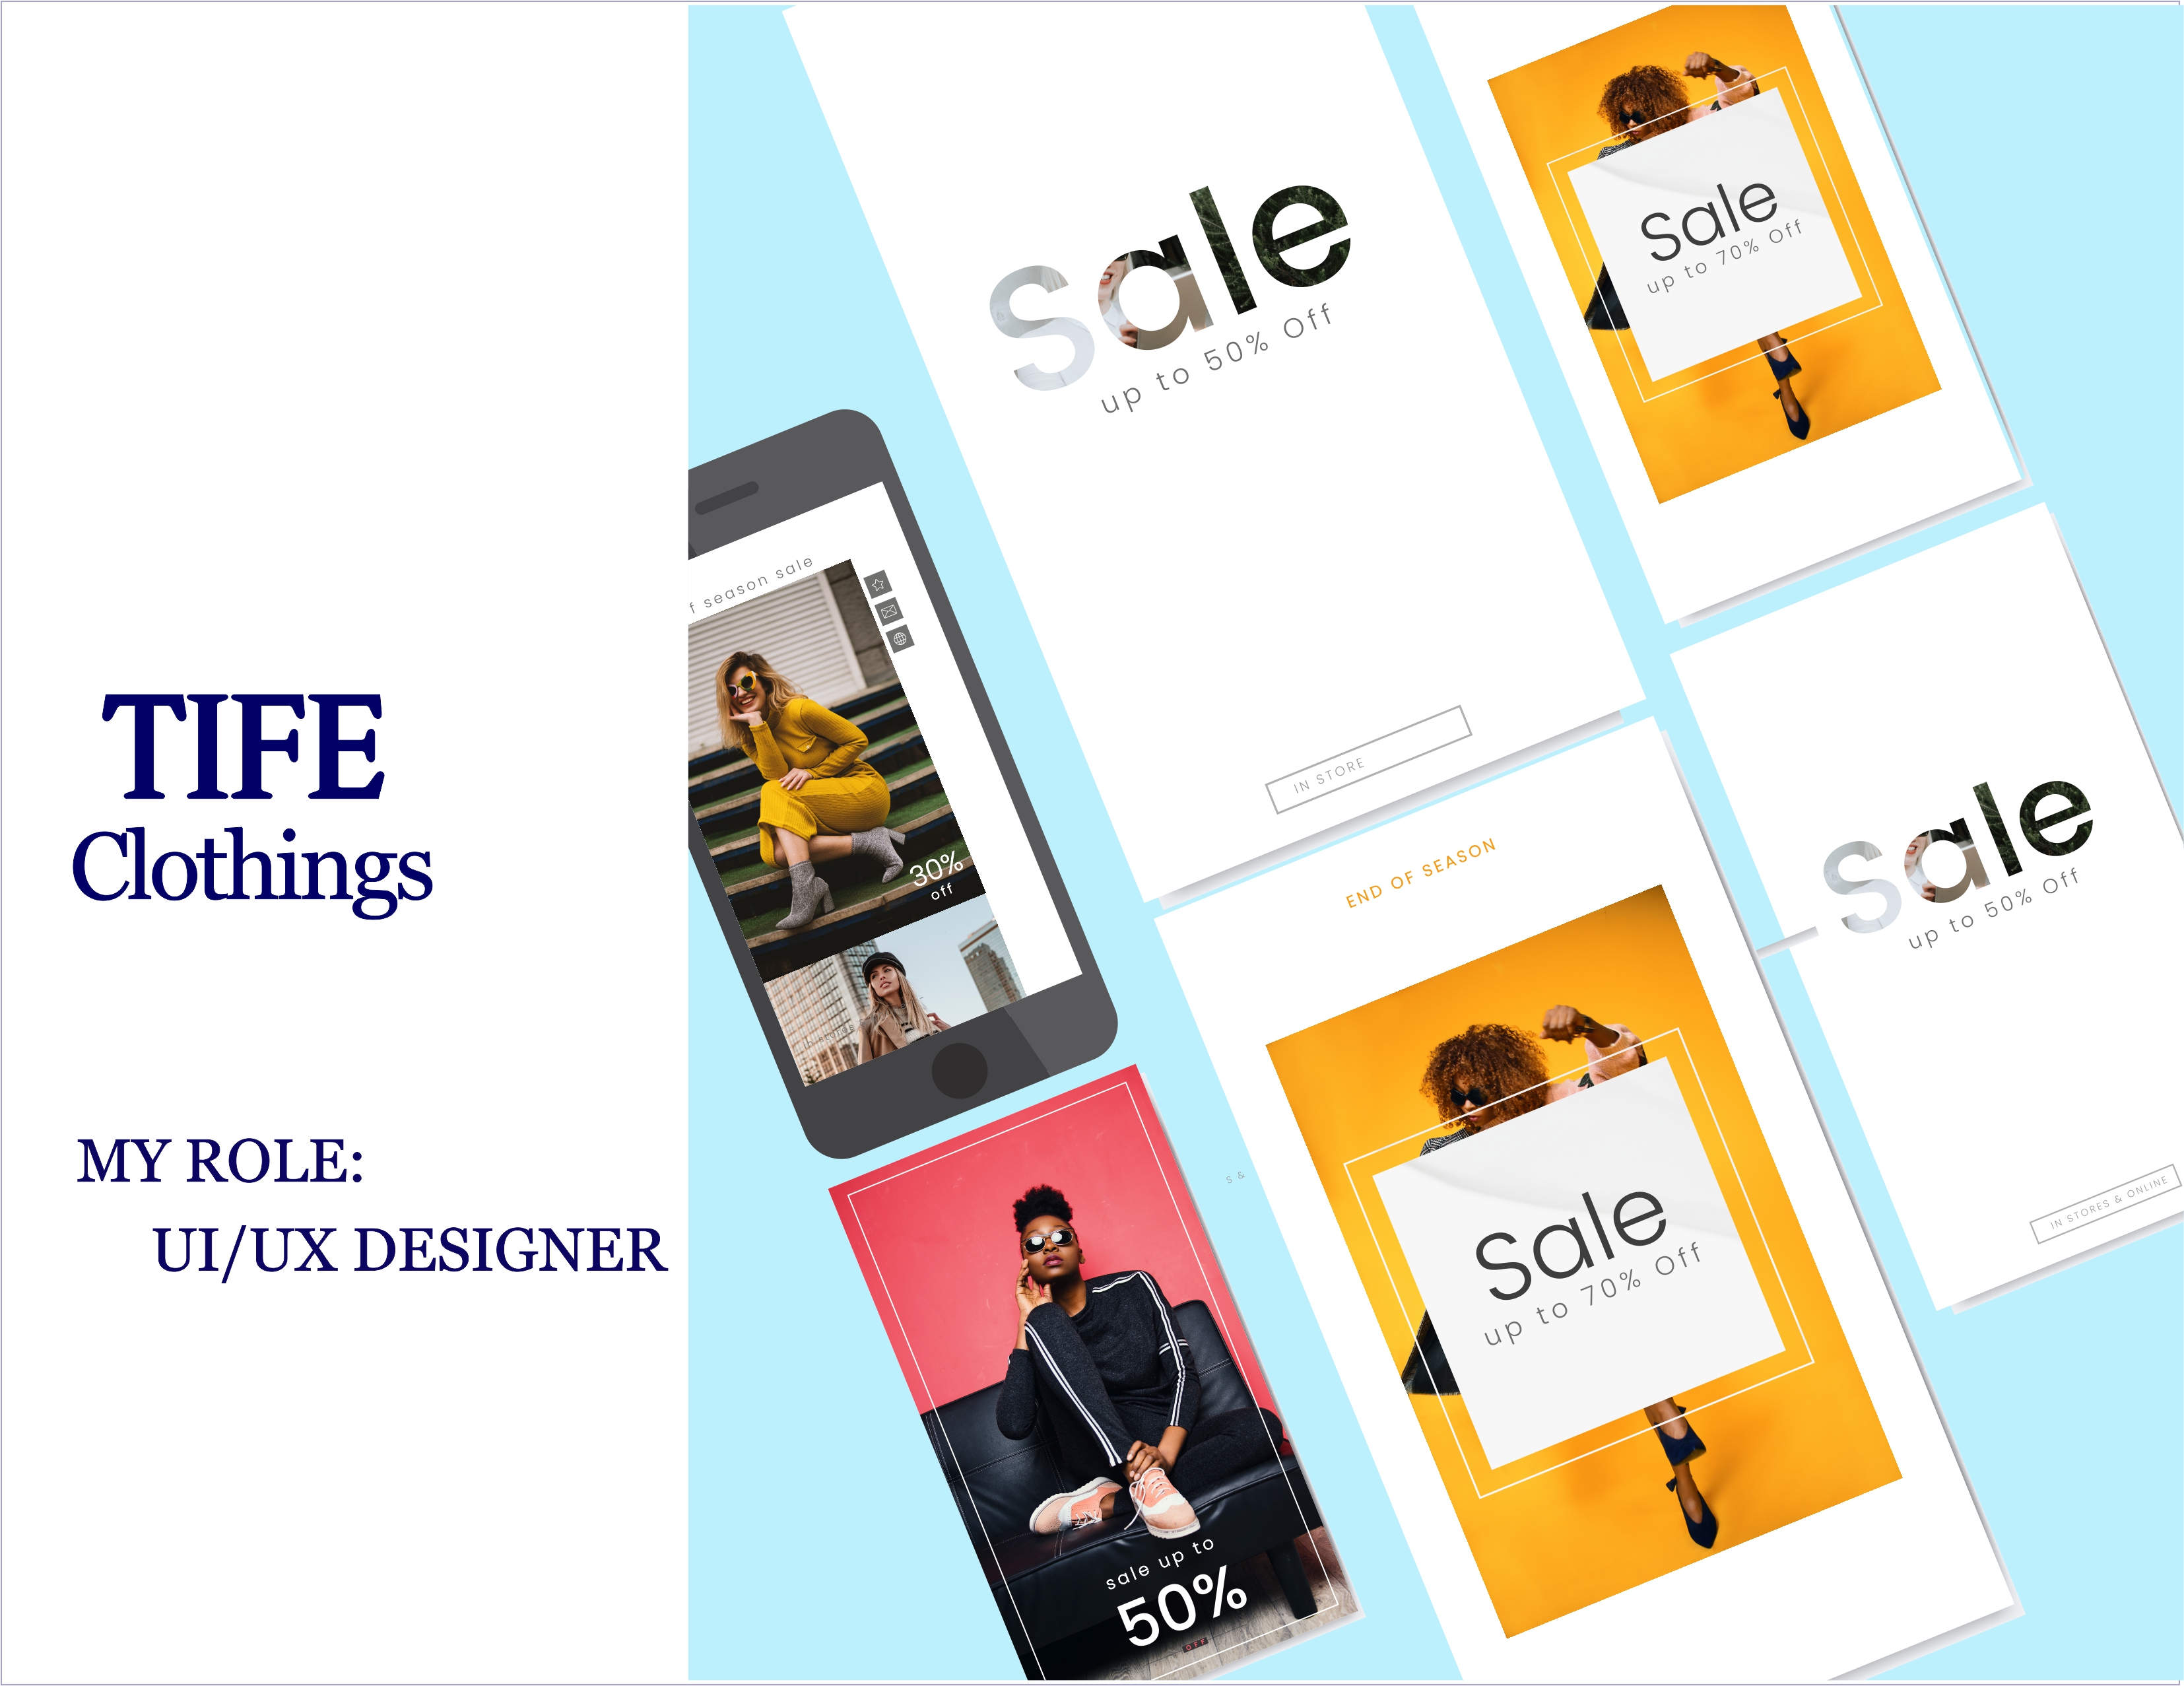 TIFE
Clothings
MY ROLE:
UI/UX DESIGNER
Sale
up to 50% Off
IN STORE
Sale
up to 70% Off
f season sale
30%
off
END OF SEASON
Sale
up to 50% Off
IN STORES & ONLINE
S &
Sale
up to 70% Off
sale up to
50%
OFF